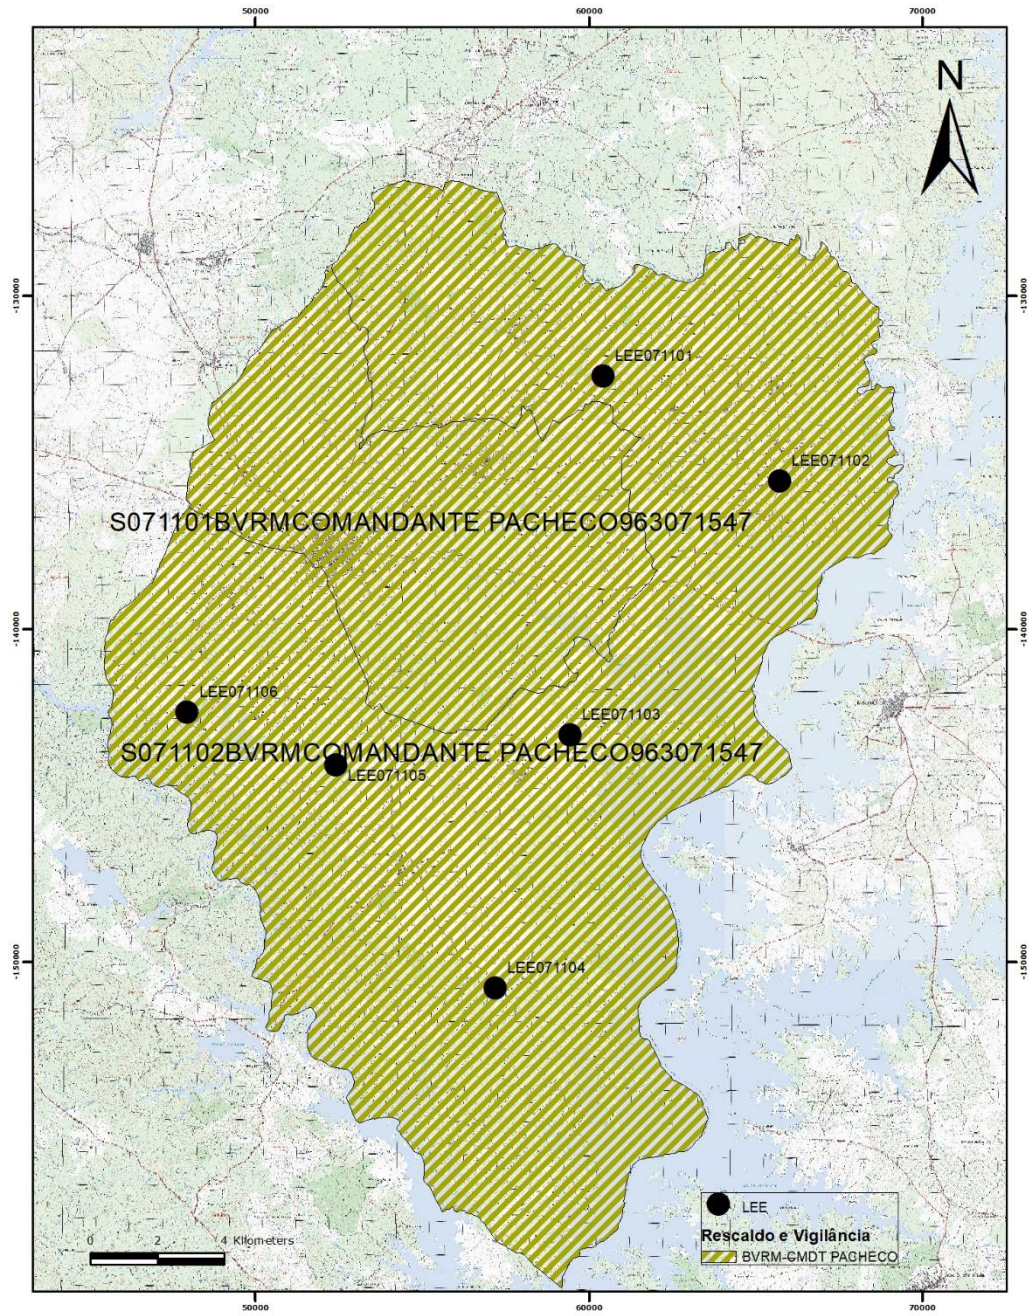 50000 60000 70000
N
-130000 -130000
LEE071101
LEE071102
S071101BVRMCOMANDANTE PACHECO963071547
-140000 -140000
LEE071106
LEE071103
S071102BVRMCOMANDANTE PACHECO963071547
LEE071105
-150000 -150000
LEE071104
LEE
Rescaldo e Vigilância
BVRM-CMDT PACHECO
0 2 4 Kilometers
50000 60000 70000